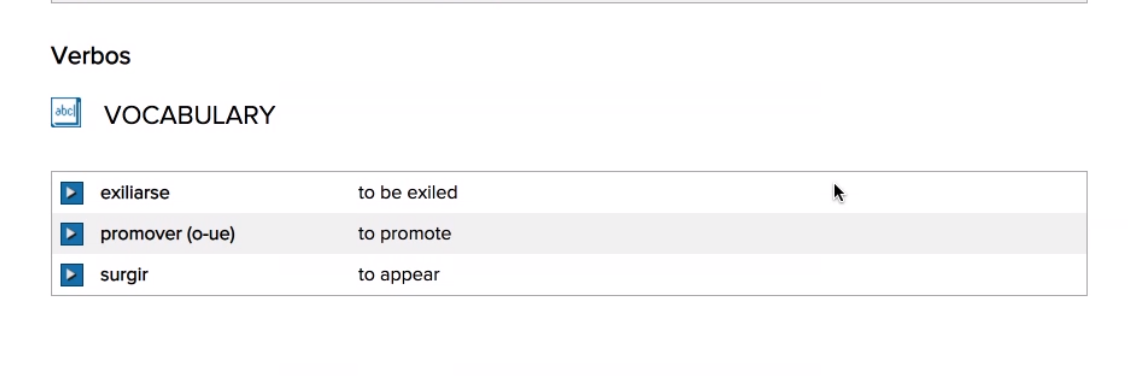 Verbos
abc
VOCABULARY
exiliarse to be exiled
promover (o-ue) to promote
surgir to appear